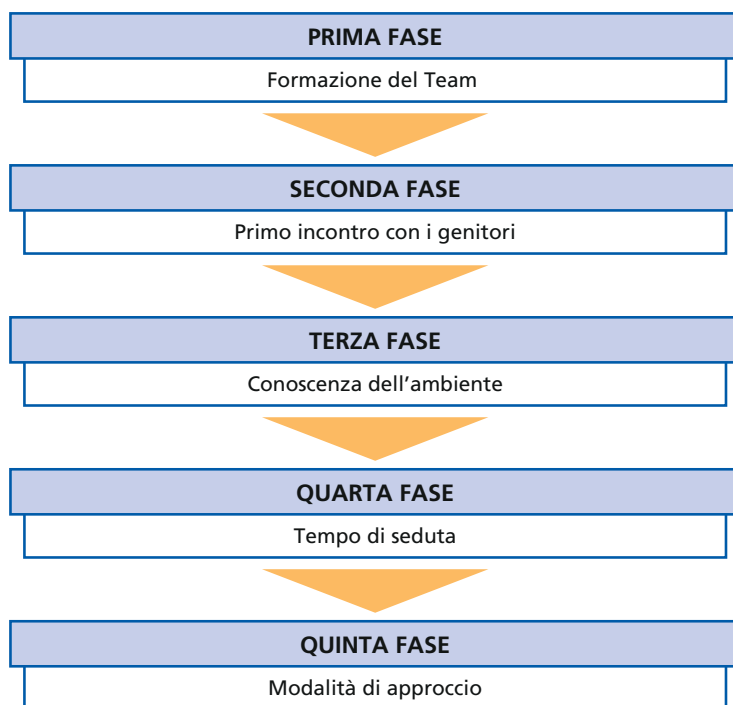 PRIMA FASE
Formazione del Team
SECONDA FASE
Primo incontro con i genitori
TERZA FASE
Conoscenza dell’ambiente
QUARTA FASE
Tempo di seduta
QUINTA FASE
Modalità di approccio